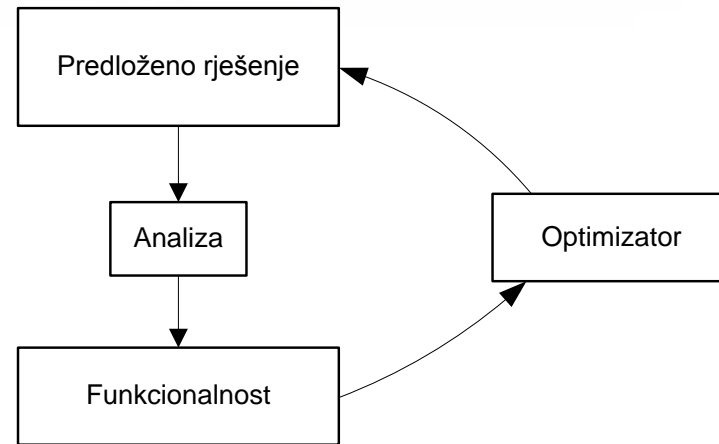 Predloženo rješenje
Analiza
Optimizator
Funkcionalnost